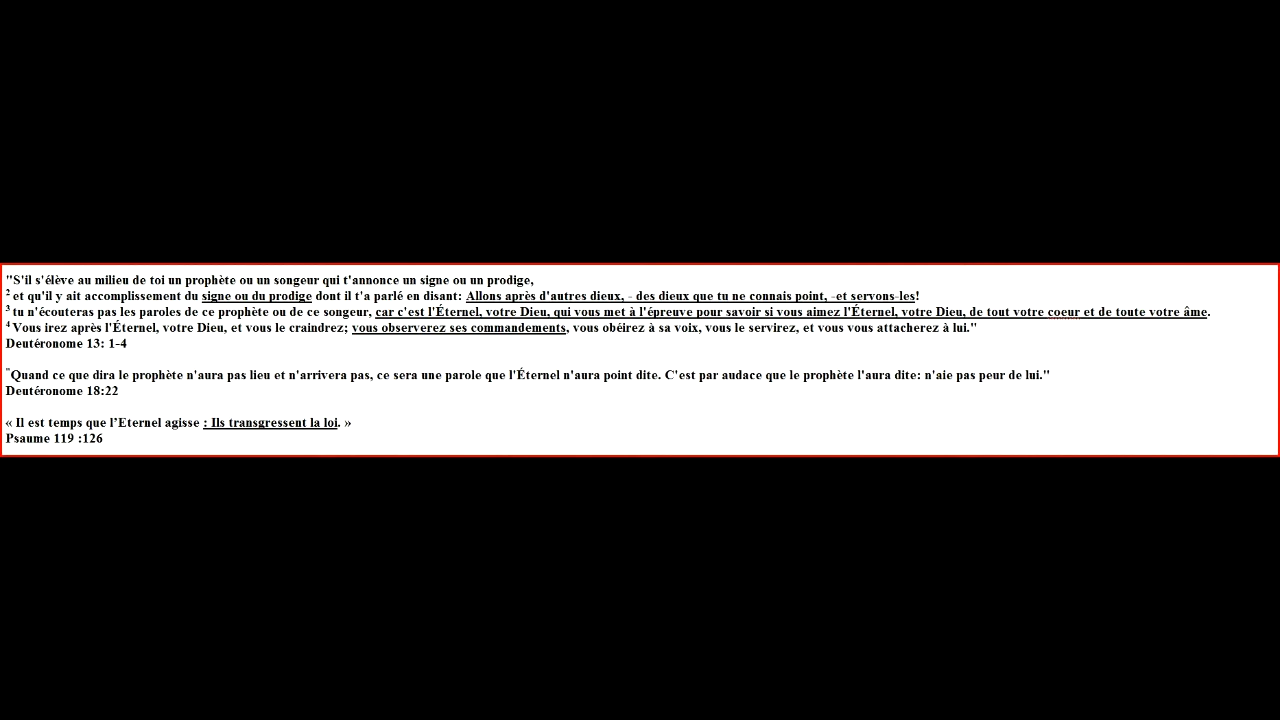 "S'il s'élève au milieu de toi un prophète ou un songeur qui t'annonce un signe ou un prodige,
2 et qu'il y ait accomplissement du signe ou du prodige dont il t'a parlé en disant: Allons après d'autres dieux, - des dieux que tu ne connais point, -et servons-les!
3 tu n'écouteras pas les paroles de ce prophète ou de ce songeur, car c'est l'Éternel, votre Dieu, qui vous met à l'épreuve pour savoir si vous aimez l'Éternel, votre Dieu, de tout votre coeur et de toute votre âme.
4 Vous irez après l'Éternel, votre Dieu, et vous le craindrez; vous observerez ses commandements, vous obéirez à sa voix, vous le servirez, et vous vous attacherez à lui."
Deutéronome 13: 1-4
"Quand ce que dira le prophète n'aura pas lieu et n'arrivera pas, ce sera une parole que l'Éternel n'aura point dite. C'est par audace que le prophète l'aura dite: n'aie pas peur de lui."
Deutéronome 18:22
« Il est temps que l’Eternel agisse : Ils transgressent la loi. »
Psaume 119 :126